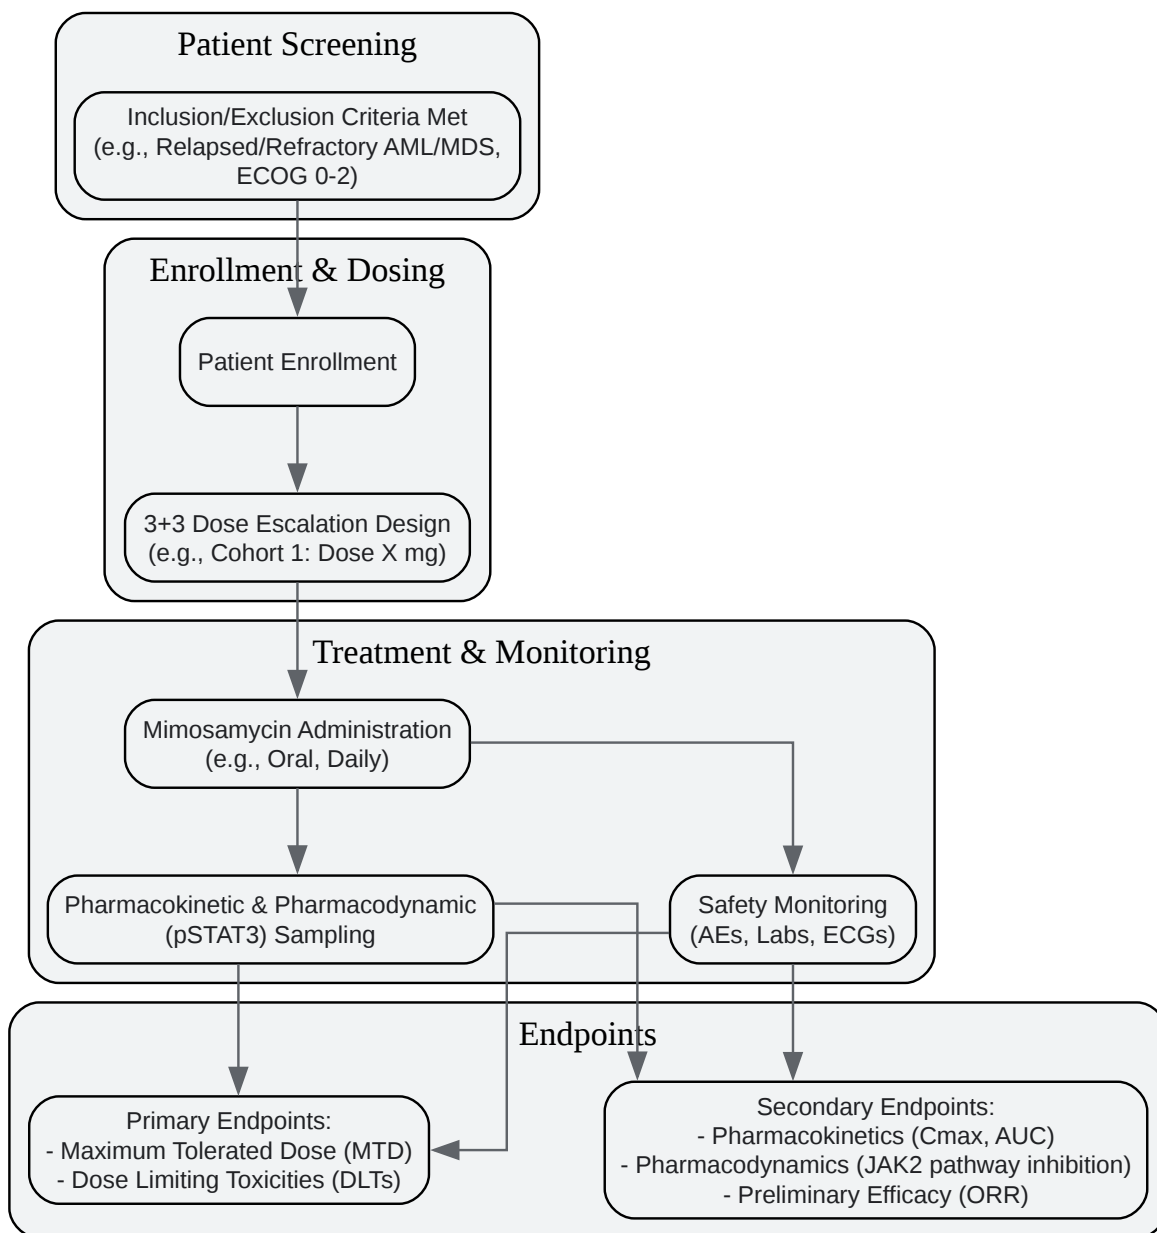 Patient Screening
Inclusion/Exclusion Criteria Met
(e.g., Relapsed/Refractory AML/MDS,
ECOG 0-2)
Enrollment & Dosing
Patient Enrollment
3+3 Dose Escalation Design
(e.g., Cohort 1: Dose X mg)
Treatment & Monitoring
Mimosamycin Administration
(e.g., Oral, Daily)
Pharmacokinetic & Pharmacodynamic
(pSTAT3) Sampling
Safety Monitoring
(AEs, Labs, ECGs)
Endpoints
Primary Endpoints:
- Maximum Tolerated Dose (MTD)
- Dose Limiting Toxicities (DLTs)
Secondary Endpoints:
- Pharmacokinetics (Cmax, AUC)
- Pharmacodynamics (JAK2 pathway inhibition)
- Preliminary Efficacy (ORR)